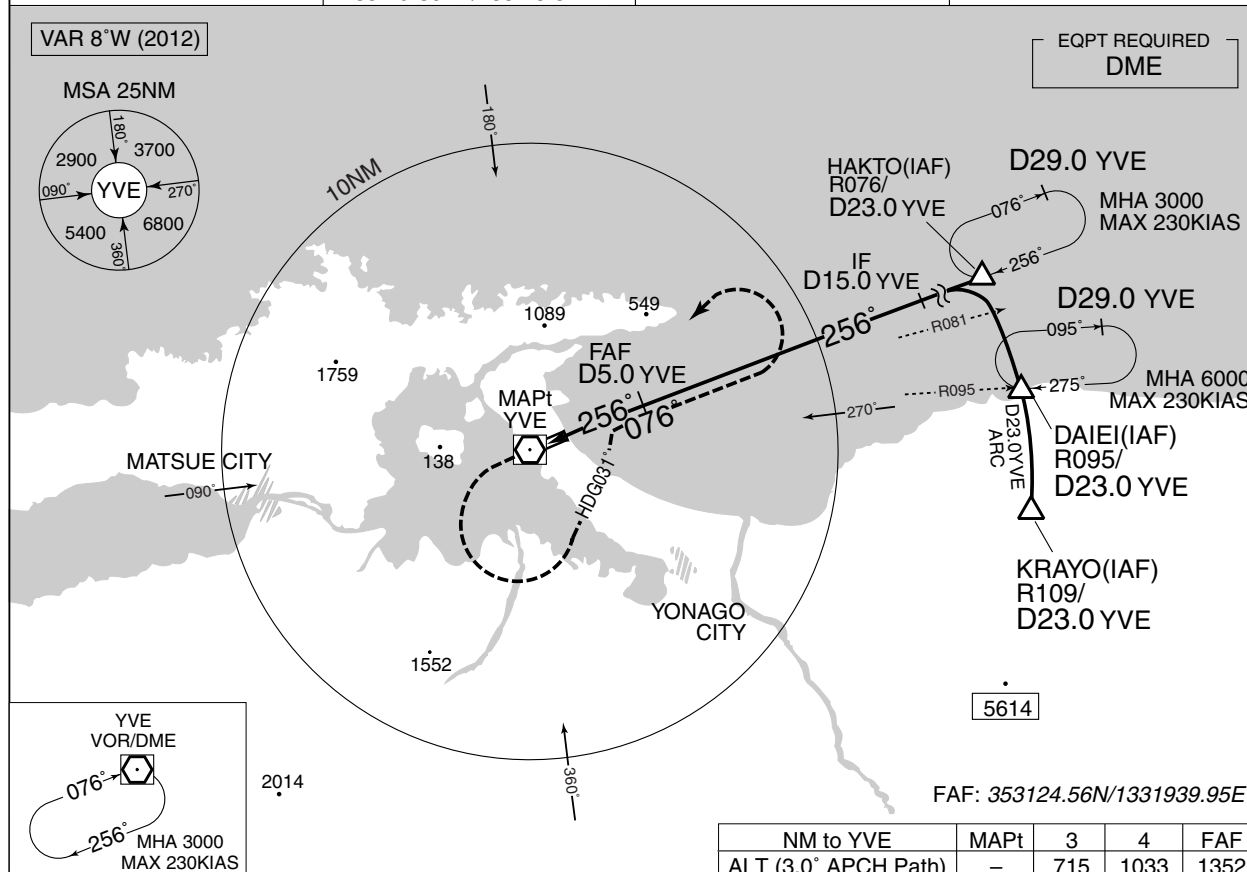 VAR 8°W (2012)
EQPT REQUIRED
DME
MSA 25NM
180°
2900
3700
090°
YVE
270°
5400
6800
360°
180°
10NM
HAKTO(IAF)
R076/
D23.0 YVE
D29.0 YVE
076°
MHA 3000
MAX 230KIAS
256°
IF
D15.0 YVE
D29.0 YVE
256°
R081
095°
549
1089
1759
FAF
D5.0 YVE
R095
275°
MHA 6000
MAX 230KIAS
MAPt
YVE
256°
076°
270°
D23.0YVE
ARC
DAIEI(IAF)
R095/
D23.0 YVE
138
MATSUE CITY
090°
HDG031°
KRAYO(IAF)
R109/
D23.0 YVE
YONAGO
CITY
1552
5614
YVE
VOR/DME
076°
256°
MHA 3000
MAX 230KIAS
2014
360°
FAF: 353124.56N/1331939.95E
NM to YVE MAPt 3 4 FAF
ALT (3.0° APCH Path) – 715 1033 1352